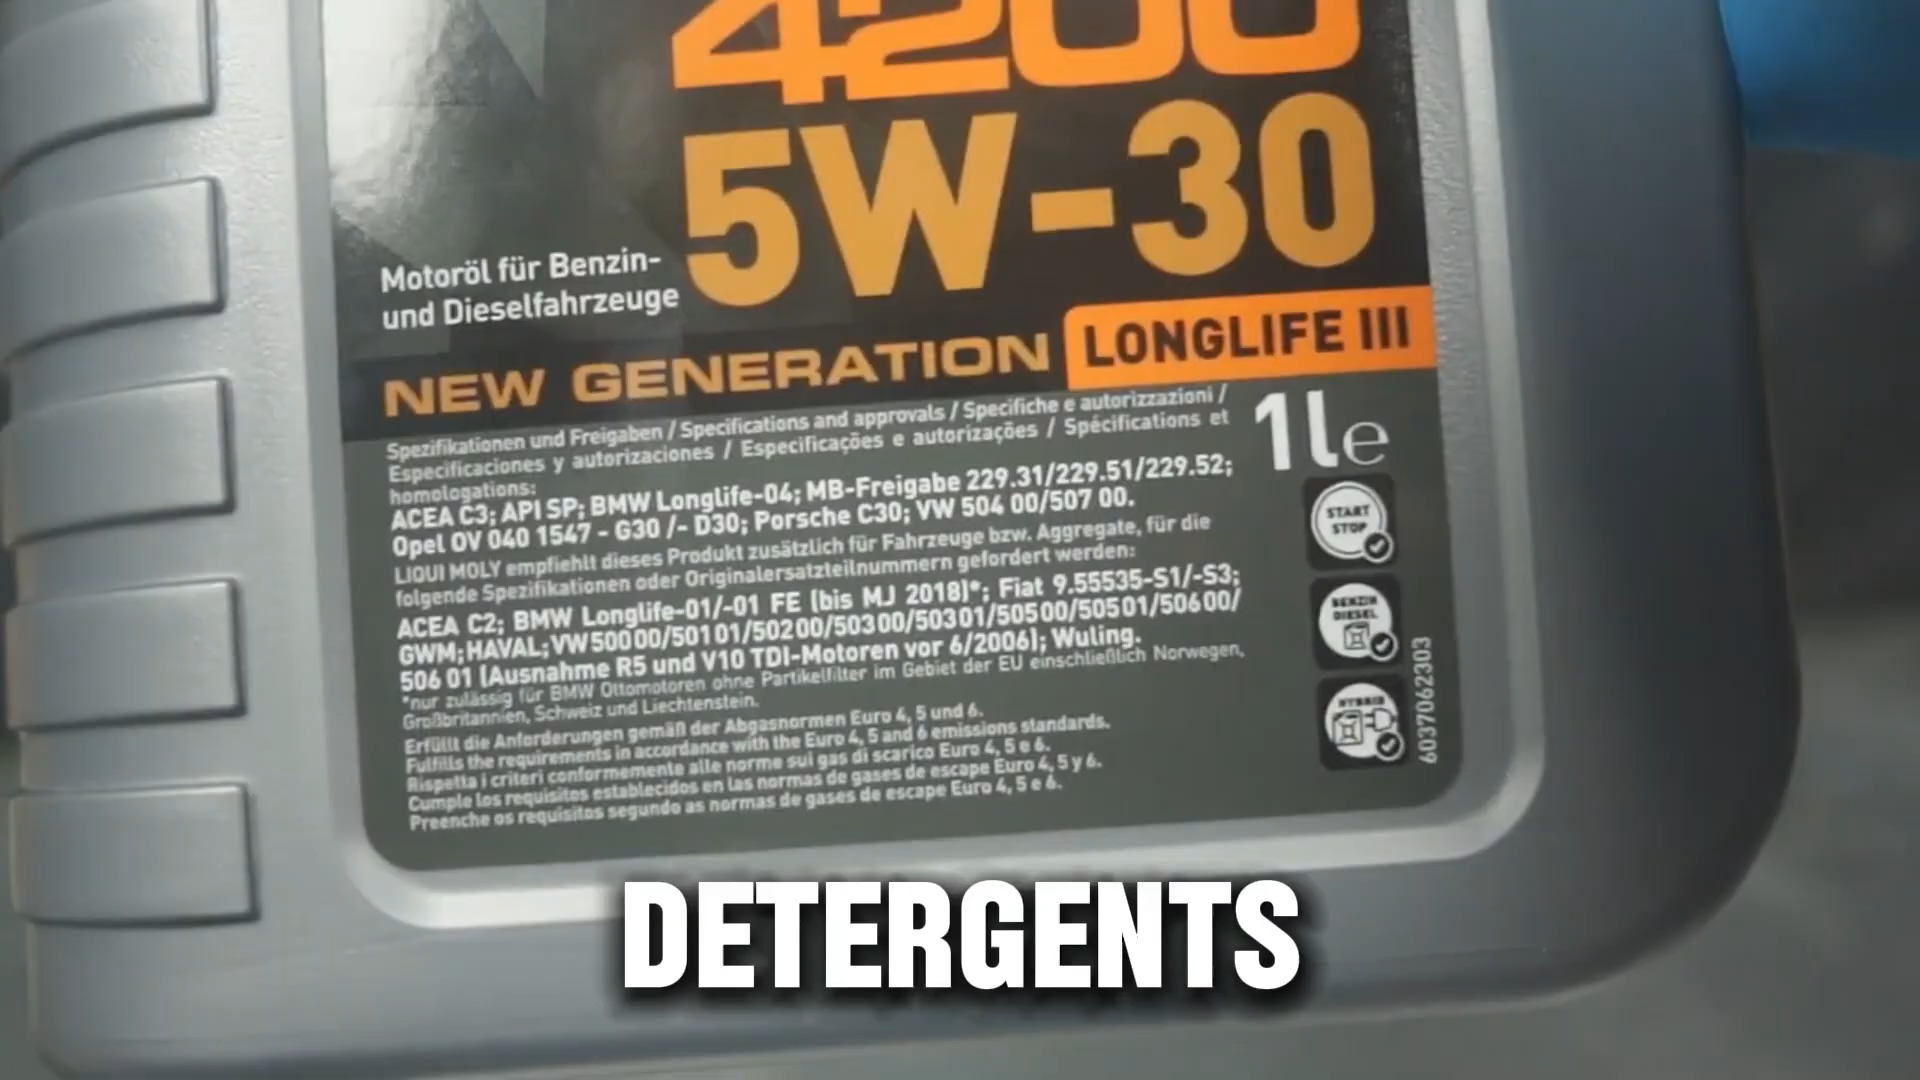 4200
5W-30
Motoröl für Benzin-
und Dieselfahrzeuge
NEW GENERATION LONGLIFE III
Spezifikationen und Freigaben / Specifications and approvals / Specifiche e autorizzazioni /
Especificaciones y autorizaciones / Especificações e autorizações / Spécifications et
homologations:
ACEA C3; API SP; BMW Longlife-04; MB-Freigabe 229.31/229.51/229.52;
Opel OV 040 1547 - G30 /- D30; Porsche C30; VW 504 00/507 00.
LIQUI MOLY empfiehlt dieses Produkt zusätzlich für Fahrzeuge bzw. Aggregate, für die
folgende Spezifikationen oder Originalersatzteilnummern gefordert werden:
ACEA C2; BMW Longlife-01/-01 FE (bis MJ 2018)*; Fiat 9.55535-S1/-S3;
GWM; HAVAL; VW 500 00/501 01/502 00/503 00/503 01/505 00/505 01/506 00/
506 01 (Ausnahme R5 und V10 TDI-Motoren vor 6/2006); Wuling.
*nur zulässig für BMW Ottomotoren ohne Partikelfilter im Gebiet der EU einschließlich Norwegen,
Großbritannien, Schweiz und Liechtenstein.
Erfüllt die Anforderungen gemäß der Abgasnormen Euro 4, 5 und 6.
Fulfills the requirements in accordance with the Euro 4, 5 and 6 emissions standards.
Rispetta i criteri conformemente alle norme sui gas di scarico Euro 4, 5 e 6.
Cumple los requisitos establecidos en las normas de gases de escape Euro 4, 5 y 6.
Preenche os requisitos segundo as normas de gases de escape Euro 4, 5 e 6.
1 l e
START
STOP
BENZIN
DIESEL
HYBRID
6037062303
DETERGENTS